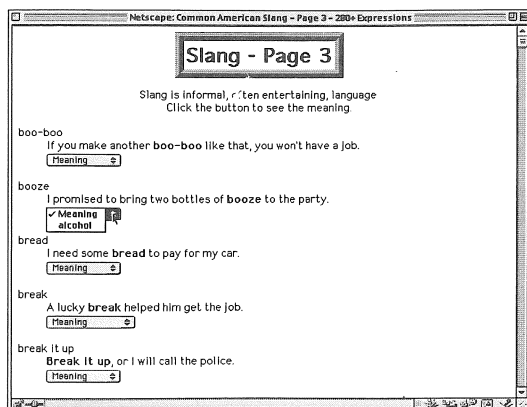 Netscape: Common American Slang - Page 3 - 280+ Expressions
Slang - Page 3
Slang is informal, often entertaining, language
Click the button to see the meaning.
boo-boo
If you make another boo-boo like that, you won't have a job.
Meaning
booze
I promised to bring two bottles of booze to the party.
✓ Meaning
alcohol
bread
I need some bread to pay for my car.
Meaning
break
A lucky break helped him get the job.
Meaning
break it up
Break it up, or I will call the police.
Meaning